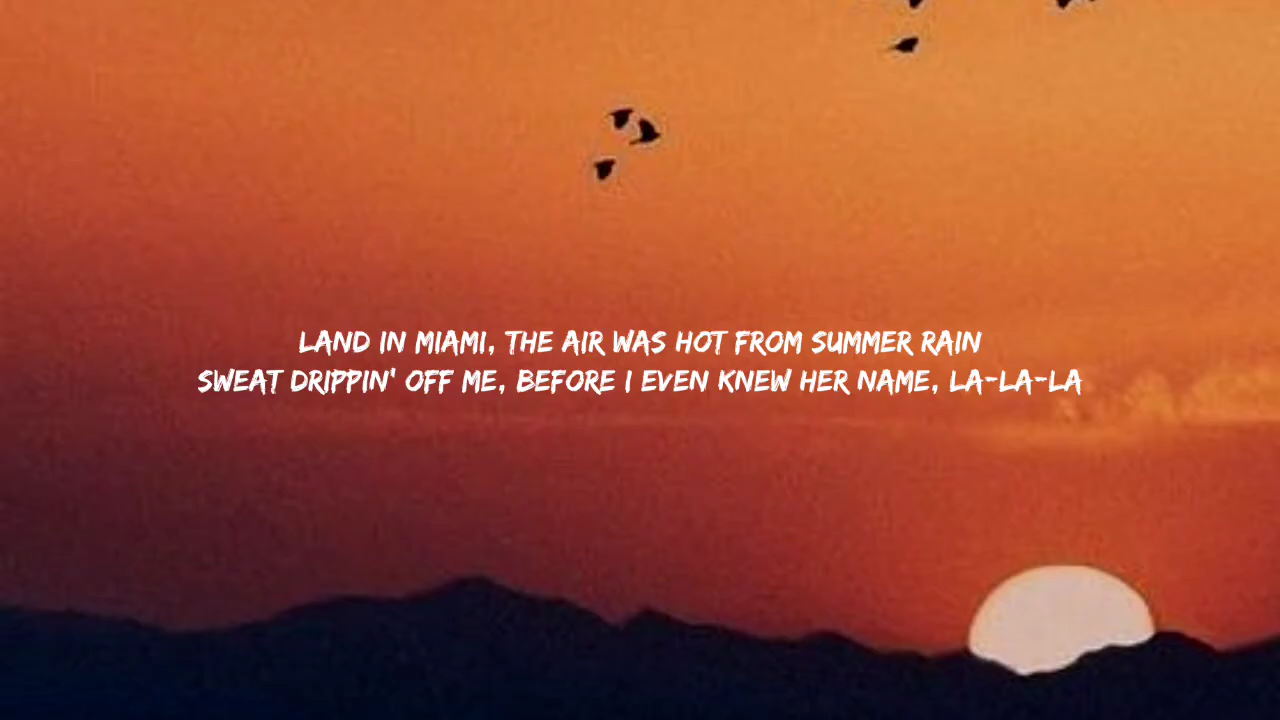 LAND IN MIAMI, THE AIR WAS HOT FROM SUMMER RAIN
SWEAT DRIPPIN' OFF ME, BEFORE I EVEN KNEW HER NAME, LA-LA-LA